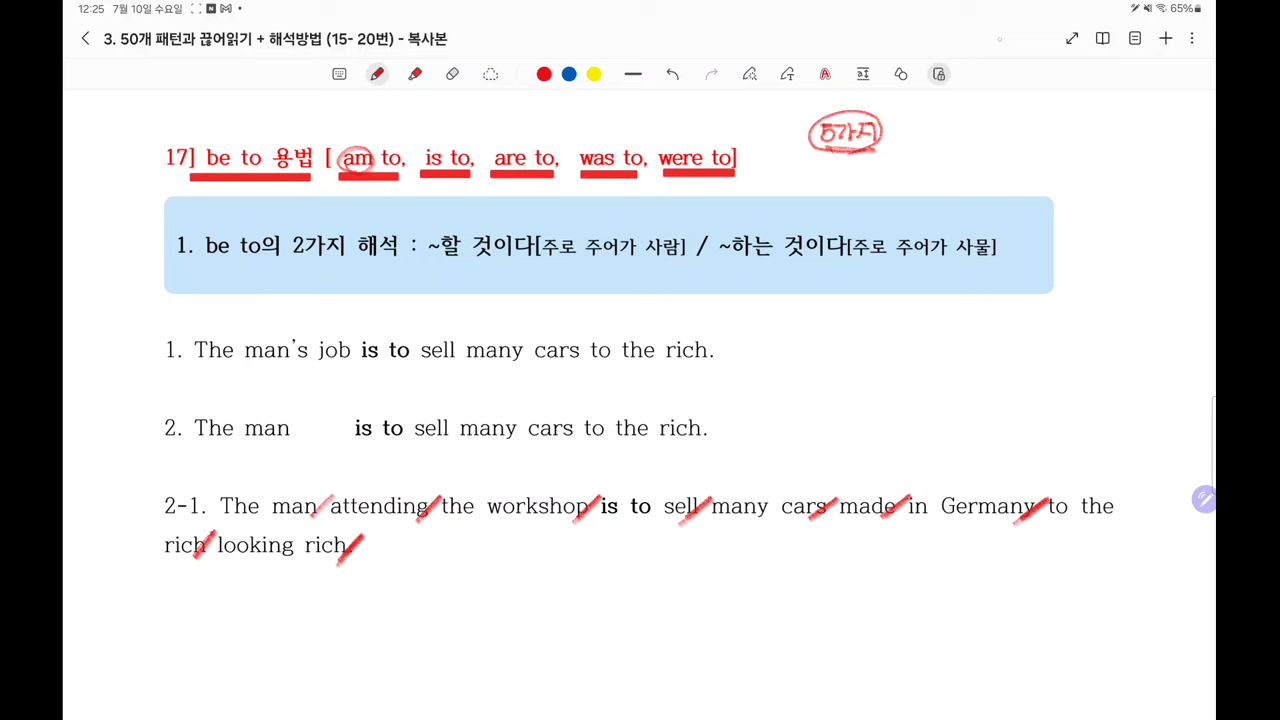 12:25 7월 10일 수요일
65%
3. 50개 패턴과 끊어읽기 + 해석방법 (15- 20번) - 복사본
5가지
17] be to 용법 [ am to, is to, are to, was to, were to]
1. be to의 2가지 해석 : ~할 것이다[주로 주어가 사람] / ~하는 것이다[주로 주어가 사물]
1. The man's job is to sell many cars to the rich.
2. The man is to sell many cars to the rich.
2-1. The man attending the workshop is to sell many cars made in Germany to the
rich looking rich.